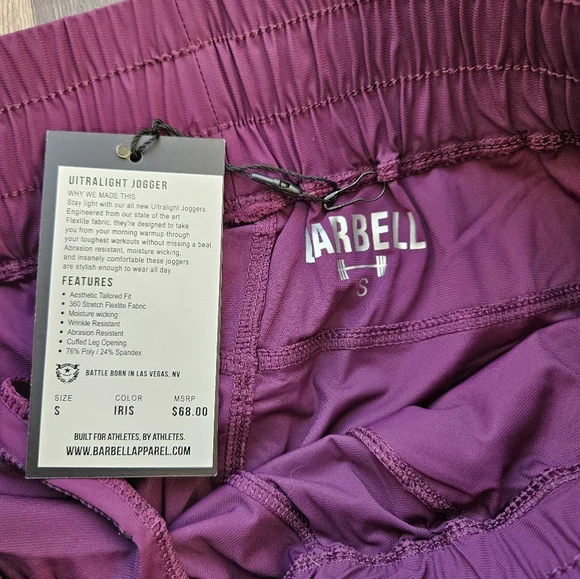 UITRALIGHT JOGGER
WHY WE MADE THIS
Stay light with our all new Ultralight Joggers.
Engineered from our state of the art
Flexlite fabric, they're designed to take
you from your morning warmup through
your toughest workouts without missing a beat.
Abrasion resistant, moisture wicking,
and insanely comfortable these joggers
are stylish enough to wear all day.
FEATURES
• Aesthetic Tailored Fit
• 360 Stretch Flexlite Fabric
• Moisture wicking
• Wrinkle Resistant
• Abrasion Resistent
• Cuffed Leg Opening
• 76% Poly / 24% Spandex
BATTLE BORN IN LAS VEGAS, NV
SIZE COLOR MSRP
S IRIS $68.00
BUILT FOR ATHLETES, BY ATHLETES.
WWW.BARBELLAPPAREL.COM
BARBELL
S